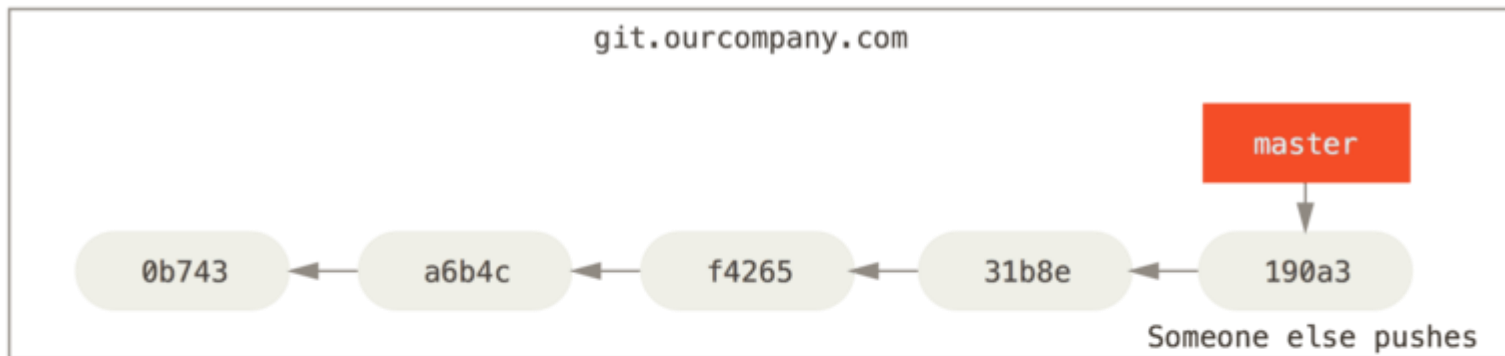 git.ourcompany.com
master
0b743
a6b4c
f4265
31b8e
190a3
Someone else pushes